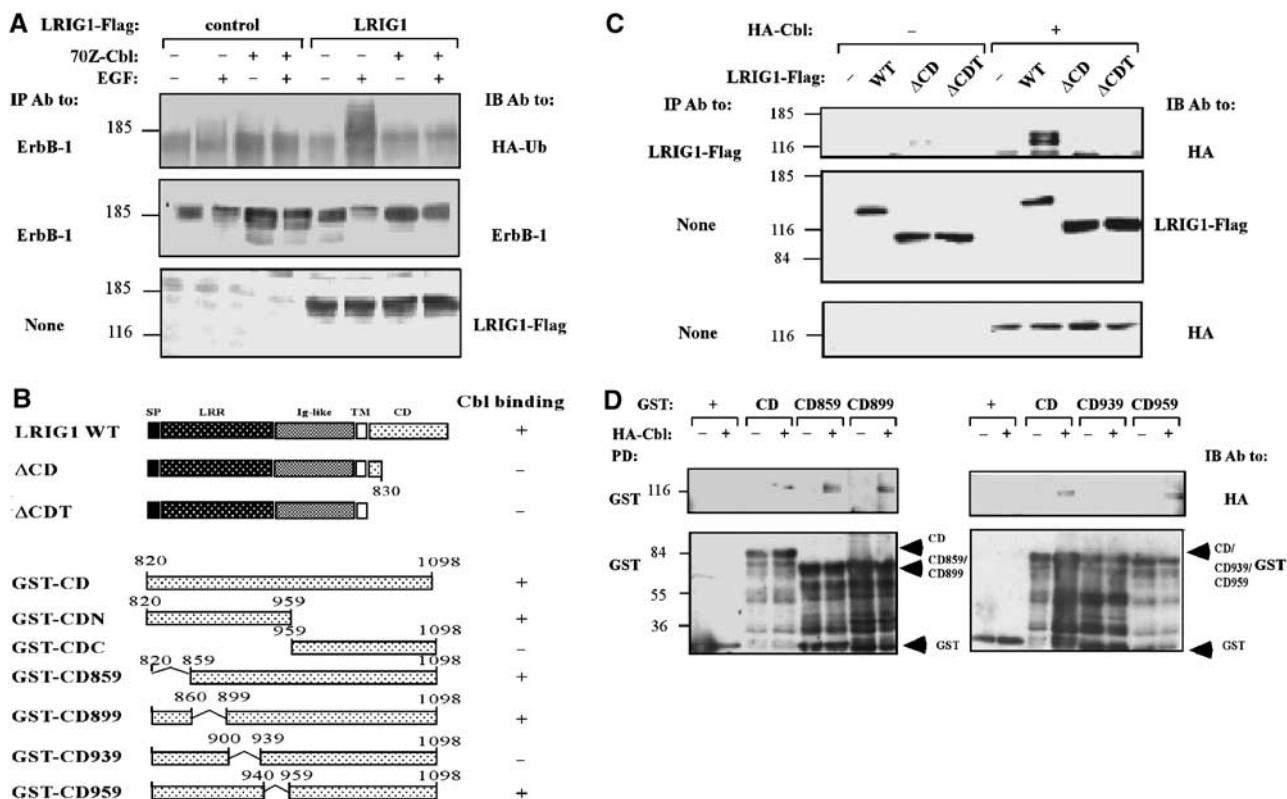 A
LRIG1-Flag: control LRIG1
70Z-Cbl: – – + + – – + +
EGF: – + – + – + – +
IP Ab to: IB Ab to:
ErbB-1 185 HA-Ub
ErbB-1 185 ErbB-1
None 185 116 LRIG1-Flag
B
Cbl binding
SP LRR Ig-like TM CD
LRIG1 WT +
ΔCD –
830
ΔCDT –
820 1098
GST-CD +
820 959
GST-CDN +
959 1098
GST-CDC –
820 859 1098
GST-CD859 +
860 899 1098
GST-CD899 +
900 939 1098
GST-CD939 –
940 959 1098
GST-CD959 +
C
HA-Cbl: – +
LRIG1-Flag: – WT ΔCD ΔCDT – WT ΔCD ΔCDT
IP Ab to: IB Ab to:
185
LRIG1-Flag 116 HA
185
None 116 LRIG1-Flag
84
None 116 HA
D
GST: + CD CD859 CD899 + CD CD939 CD959
HA-Cbl: – + – + – + – + – + – + – + – +
PD: IB Ab to:
GST 116 HA
GST 84 CD CD/
CD859/ CD939/ GST
CD899 CD959
55
36
GST GST